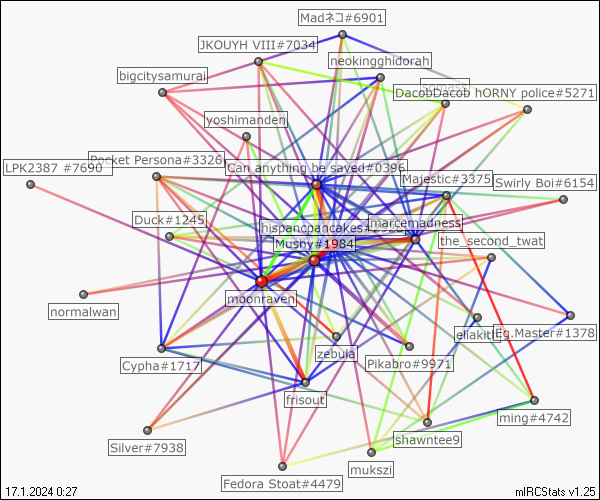 Madネコ#6901
JKOUYH VIII#7034
neokingghidorah
bigcitysamurai
DacobDacob hORNY police#5271
yoshimanden
Pocket Persona#3326
Can anything be saved#0396
LPK2387 #7690
Majestic#3375
Swirly Boi#6154
Duck#1245
marcemadness
Mushy#1984
the_second_twat
moonraven
normalwan
Eg.Master#1378
zebula
Pikabro#9971
Cypha#1717
frisout
ming#4742
shawntee9
Silver#7938
mukszi
Fedora Stoat#4479
17.1.2024 0:27
mIRCStats v1.25